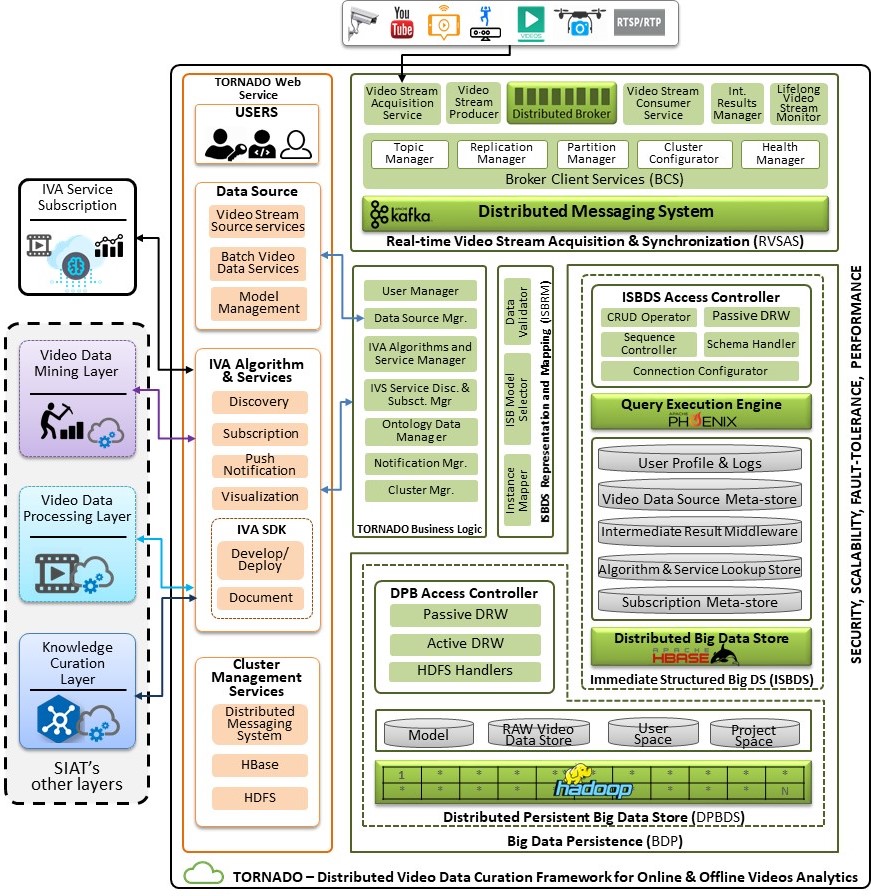 You
Tube
VIDEOS
RTSP/RTP
TORNADO Web
Service
USERS
Data Source
Video Stream
Source services
Batch Video
Data Services
Model
Management
IVA Algorithm
& Services
Discovery
Subscription
Push
Notification
Visualization
IVA SDK
Develop/
Deploy
Document
Cluster
Management
Services
Distributed
Messaging
System
HBase
HDFS
IVA Service
Subscription
Video Data
Mining Layer
Video Data
Processing Layer
Knowledge
Curation
Layer
SIAT's
other layers
Video Stream
Acquisition
Service
Video
Stream
Producer
Distributed Broker
Video Stream
Consumer
Service
Int.
Results
Manager
Lifelong
Video
Stream
Monitor
Topic
Manager
Replication
Manager
Partition
Manager
Cluster
Configurator
Health
Manager
Broker Client Services (BCS)
APACHE
kafka
Distributed Messaging System
Real-time Video Stream Acquisition & Synchronization (RVSAS)
User Manager
Data Source Mgr.
IVA Algorithms and
Service Manager
IVS Service Disc. &
Subsct. Mgr
Ontology Data
Manager
Notification Mgr.
Cluster Mgr.
TORNADO Business Logic
Data
Validator
ISB Model
Selector
Instance
Mapper
ISBDS Representation and Mapping (ISBRM)
ISBDS Access Controller
CRUD Operator
Passive DRW
Sequence
Controller
Schema Handler
Connection Configurator
Query Execution Engine
APACHE
PHOENIX
User Profile & Logs
Video Data Source Meta-store
Intermediate Result Middleware
Algorithm & Service Lookup Store
Subscription Meta-store
Distributed Big Data Store
APACHE
HBASE
Immediate Structured Big DS (ISBDS)
DPB Access Controller
Passive DRW
Active DRW
HDFS Handlers
Model
RAW Video
Data Store
User
Space
Project
Space
1 * * * * * * * * * *
hadoop
* * * * * * * * * * N
Distributed Persistent Big Data Store (DPBDS)
Big Data Persistence (BDP)
SECURITY, SCALABILITY, FAULT-TOLERANCE, PERFORMANCE
TORNADO – Distributed Video Data Curation Framework for Online & Offline Videos Analytics